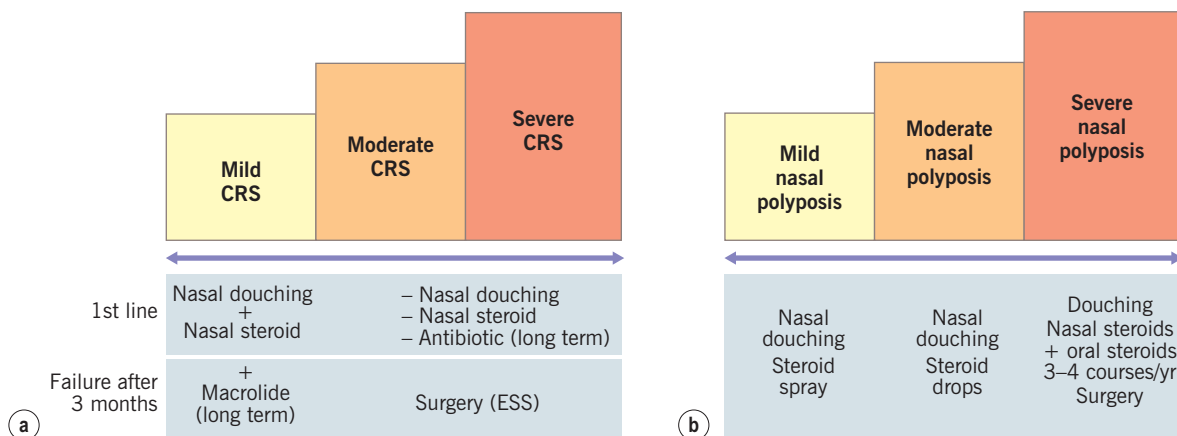 Mild
CRS
Moderate
CRS
Severe
CRS
1st line
Nasal douching
+
Nasal steroid
– Nasal douching
– Nasal steroid
– Antibiotic (long term)
Failure after
3 months
+
Macrolide
(long term)
Surgery (ESS)
a
Mild
nasal
polyposis
Moderate
nasal
polyposis
Severe
nasal
polyposis
Nasal
douching
Steroid
spray
Nasal
douching
Steroid
drops
Douching
Nasal steroids
+ oral steroids
3–4 courses/yr
Surgery
b